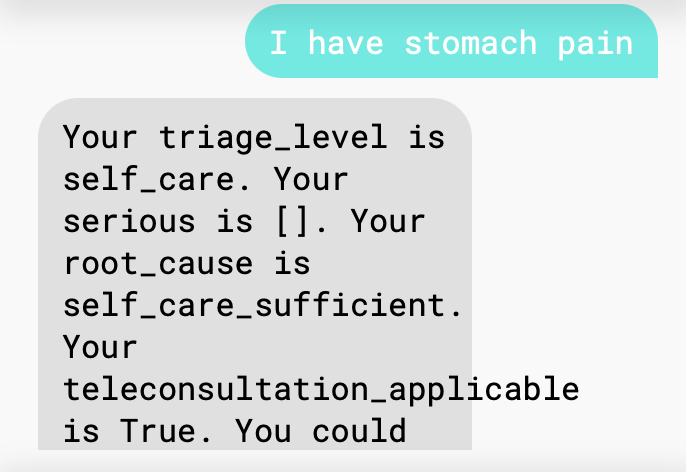 I have stomach pain
Your triage_level is
self_care. Your
serious is []. Your
root_cause is
self_care_sufficient.
Your
teleconsultation_applicable
is True. You could